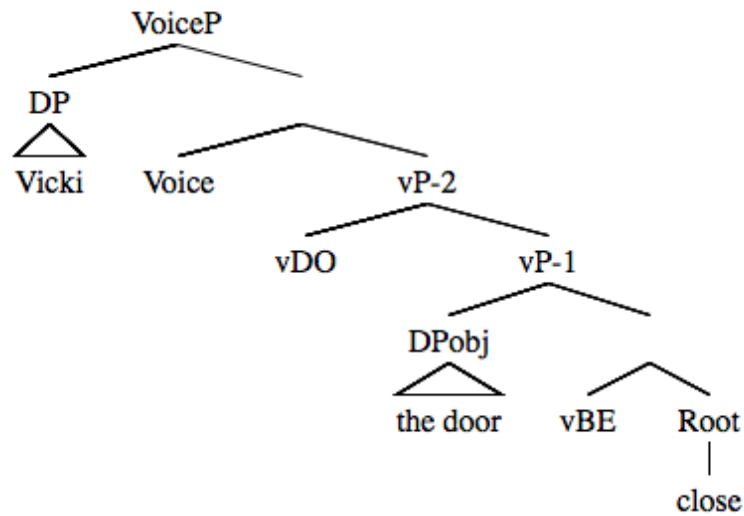 VoiceP
DP
Vicki Voice vP-2
vDO vP-1
DPobj
the door vBE Root
close